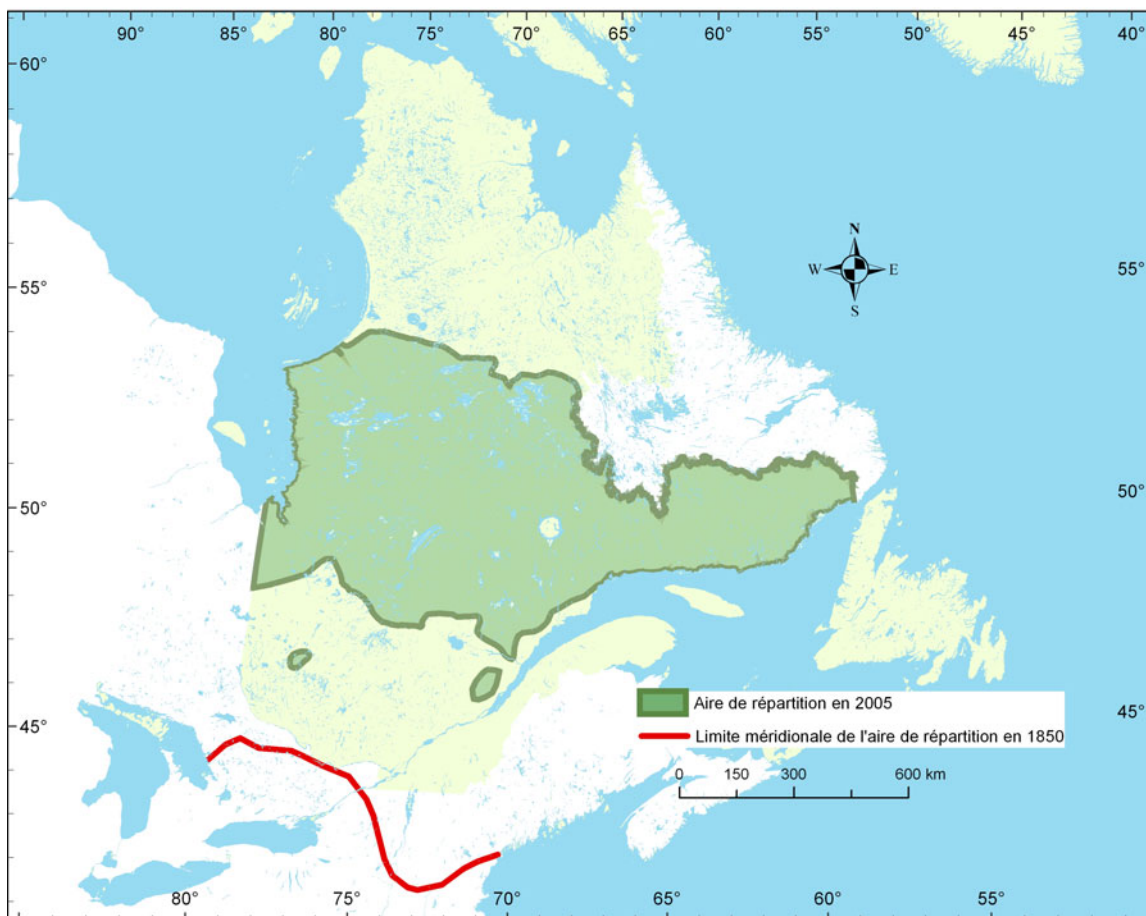 90° 85° 80° 75° 70° 65° 60° 55° 50° 45° 40°
60°
N
W E
S
55° 55°
50° 50°
45° 45°
Aire de répartition en 2005
Limite méridionale de l'aire de répartition en 1850
0 150 300 600 km
80° 75° 70° 65° 60° 55°